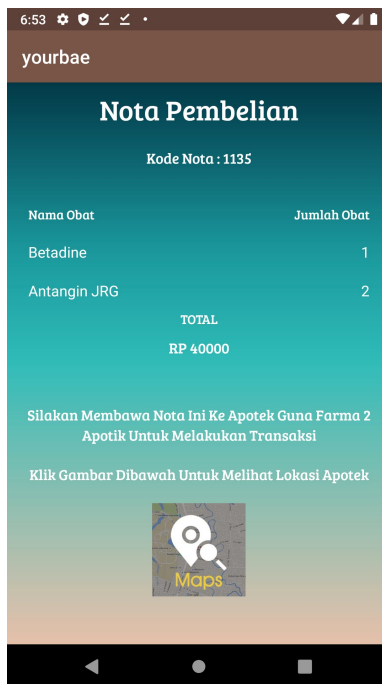 6:53
yourbae
Nota Pembelian
Kode Nota : 1135
Nama Obat Jumlah Obat
Betadine 1
Antangin JRG 2
TOTAL
RP 40000
Silakan Membawa Nota Ini Ke Apotek Guna Farma 2
Apotik Untuk Melakukan Transaksi
Klik Gambar Dibawah Untuk Melihat Lokasi Apotek
Maps